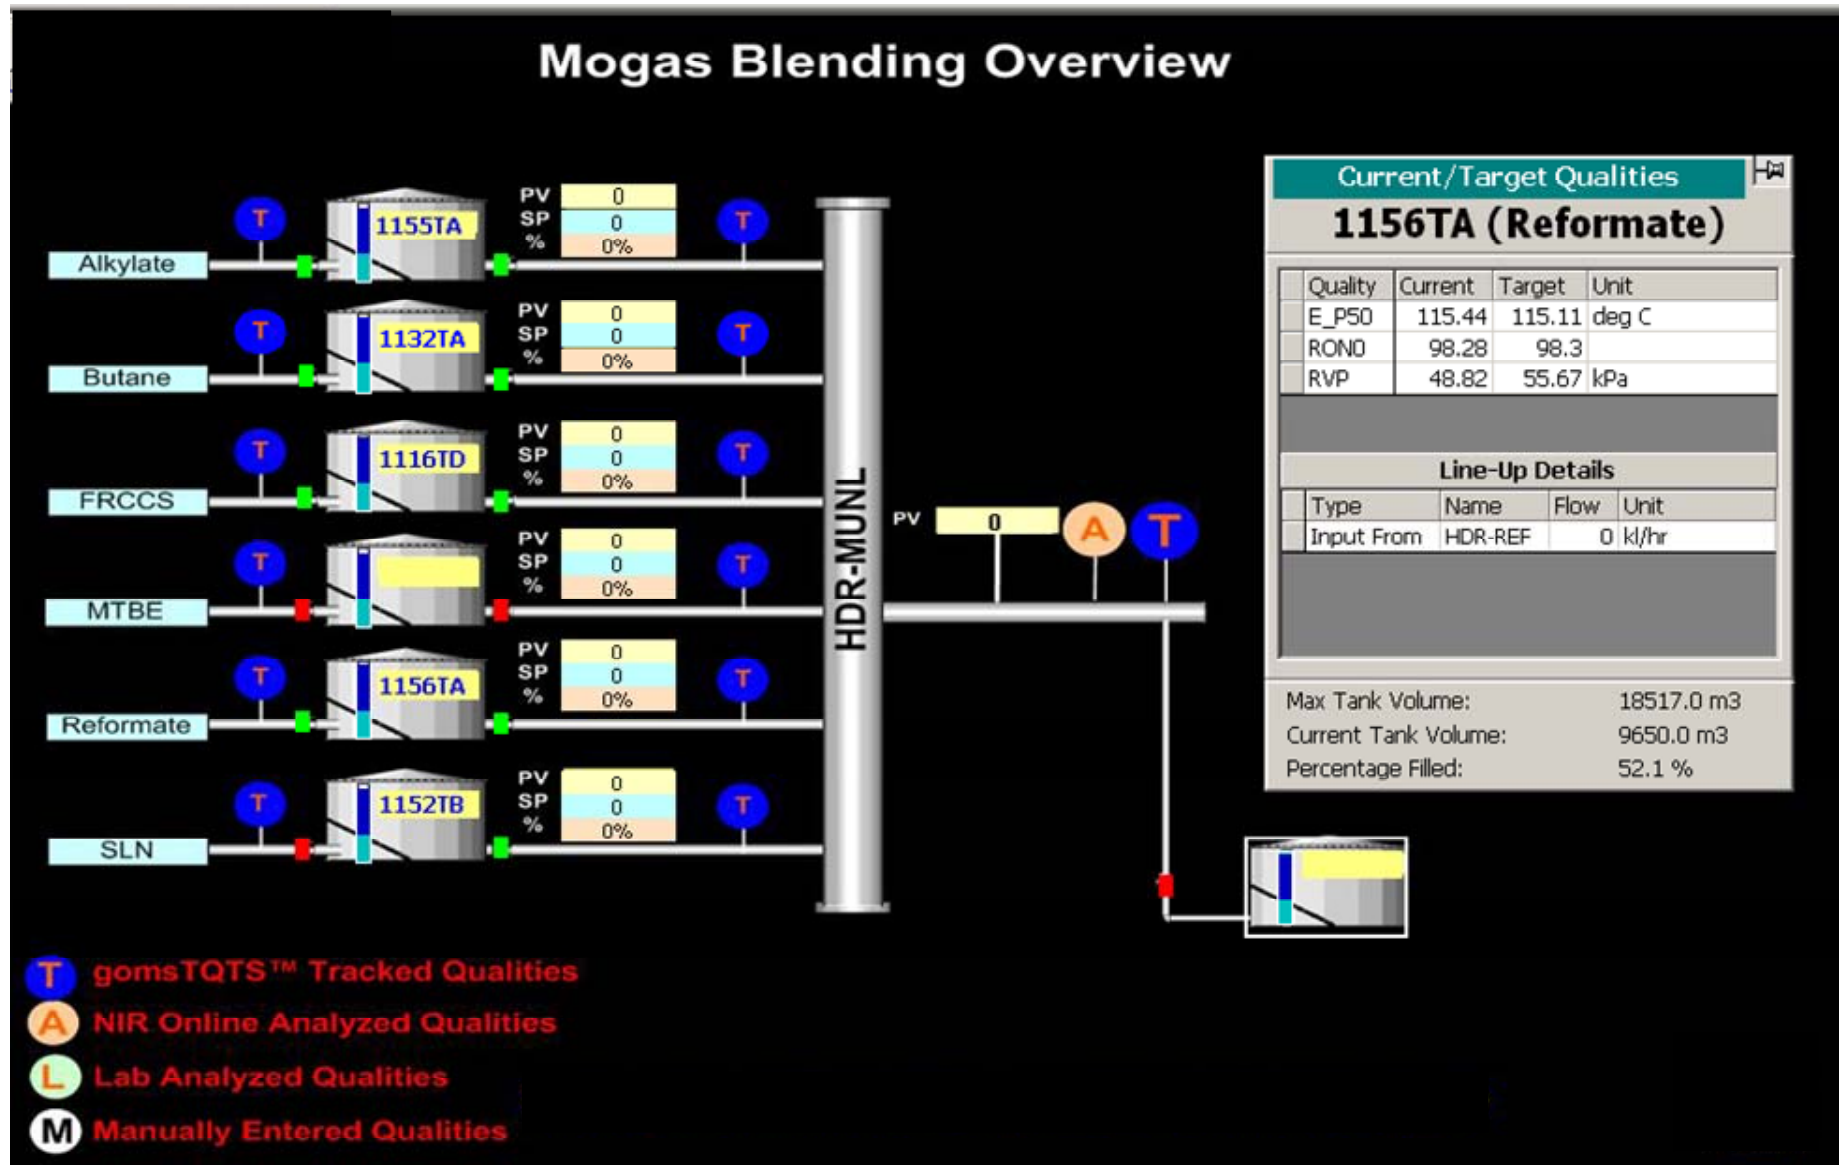 Mogas Blending Overview
T
1155TA
PV 0
SP 0
% 0%
T
Alkylate
T
1132TA
PV 0
SP 0
% 0%
T
Butane
T
1116TD
PV 0
SP 0
% 0%
T
FRCCS
T
PV 0
SP 0
% 0%
T
MTBE
T
1156TA
PV 0
SP 0
% 0%
T
Reformate
T
1152TB
PV 0
SP 0
% 0%
T
SLN
HDR-MUNL
PV 0 A T
Current/Target Qualities
1156TA (Reformate)
Quality Current Target Unit
E_P50 115.44 115.11 deg C
RON0 98.28 98.3
RVP 48.82 55.67 kPa
Line-Up Details
Type Name Flow Unit
Input From HDR-REF 0 kl/hr
Max Tank Volume: 18517.0 m3
Current Tank Volume: 9650.0 m3
Percentage Filled: 52.1 %
T gomsTQTS™ Tracked Qualities
A NIR Online Analyzed Qualities
L Lab Analyzed Qualities
M Manually Entered Qualities